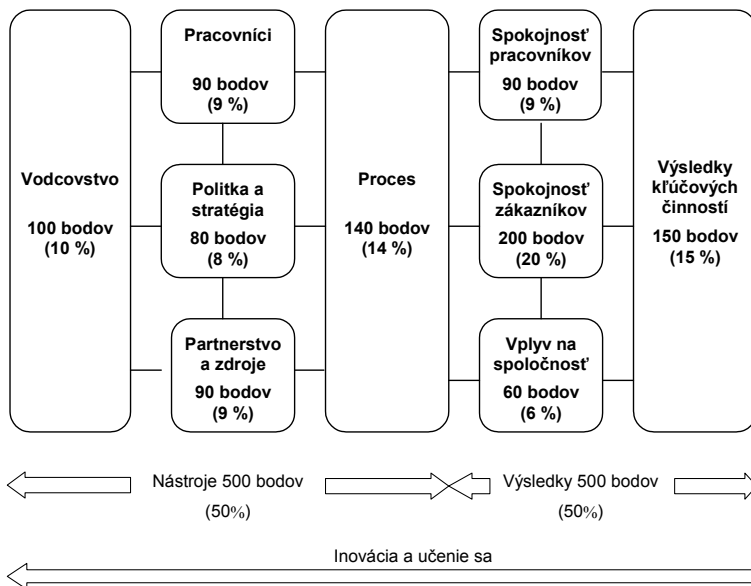 Vodcovstvo
100 bodov
(10 %)
Pracovníci
90 bodov
(9 %)
Politka a
stratégia
80 bodov
(8 %)
Partnerstvo
a zdroje
90 bodov
(9 %)
Proces
140 bodov
(14 %)
Spokojnosť
pracovníkov
90 bodov
(9 %)
Spokojnosť
zákazníkov
200 bodov
(20 %)
Vplyv na
spoločnosť
60 bodov
(6 %)
Výsledky
kľúčových
činností
150 bodov
(15 %)
Nástroje 500 bodov
(50%)
Výsledky 500 bodov
(50%)
Inovácia a učenie sa